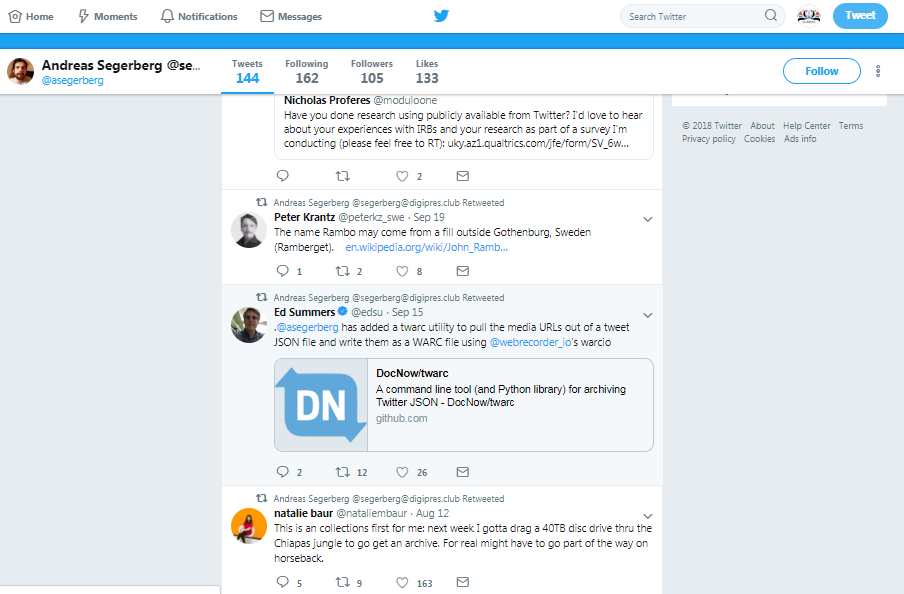 Home
Moments
Notifications
Messages
Search Twitter
Tweet
Andreas Segerberg @se...
@asegerberg
Tweets
144
Following
162
Followers
105
Likes
133
Follow
Nicholas Proferes @moduloone
Have you done research using publicly available from Twitter? I'd love to hear
about your experiences with IRBs and your research as part of a survey I'm
conducting (please feel free to RT): uky.az1.qualtrics.com/jfe/form/SV_6w...
2
Andreas Segerberg @segerberg@digipres.club Retweeted
Peter Krantz @peterkz_swe · Sep 19
The name Rambo may come from a fill outside Gothenburg, Sweden
(Ramberget). en.wikipedia.org/wiki/John_Ramb...
1 2 8
Andreas Segerberg @segerberg@digipres.club Retweeted
Ed Summers @edsu · Sep 15
.@asegerberg has added a twarc utility to pull the media URLs out of a tweet
JSON file and write them as a WARC file using @webrecorder_io's warcio
DN
DocNow/twarc
A command line tool (and Python library) for archiving
Twitter JSON - DocNow/twarc
github.com
2 12 26
Andreas Segerberg @segerberg@digipres.club Retweeted
natalie baur @nataliembaur · Aug 12
This is an collections first for me: next week I gotta drag a 40TB disc drive thru the
Chiapas jungle to go get an archive. For real might have to go part of the way on
horseback.
5 9 163
© 2018 Twitter About Help Center Terms
Privacy policy Cookies Ads info